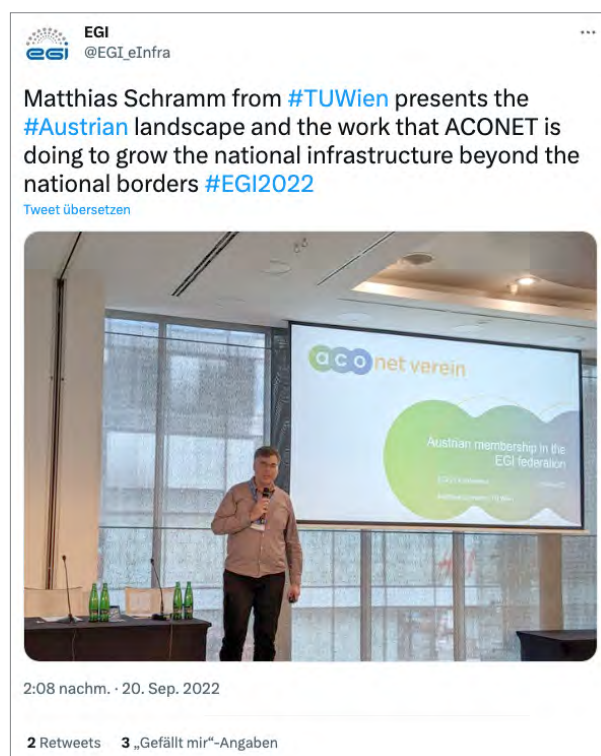 EGI
@EGI_eInfra
Matthias Schramm from #TUWien presents the
#Austrian landscape and the work that ACONET is
doing to grow the national infrastructure beyond the
national borders #EGI2022
Tweet übersetzen
aconet verein
Austrian membership in the
EGI federation
2:08 nachm. · 20. Sep. 2022
2 Retweets 3 „Gefällt mir“-Angaben